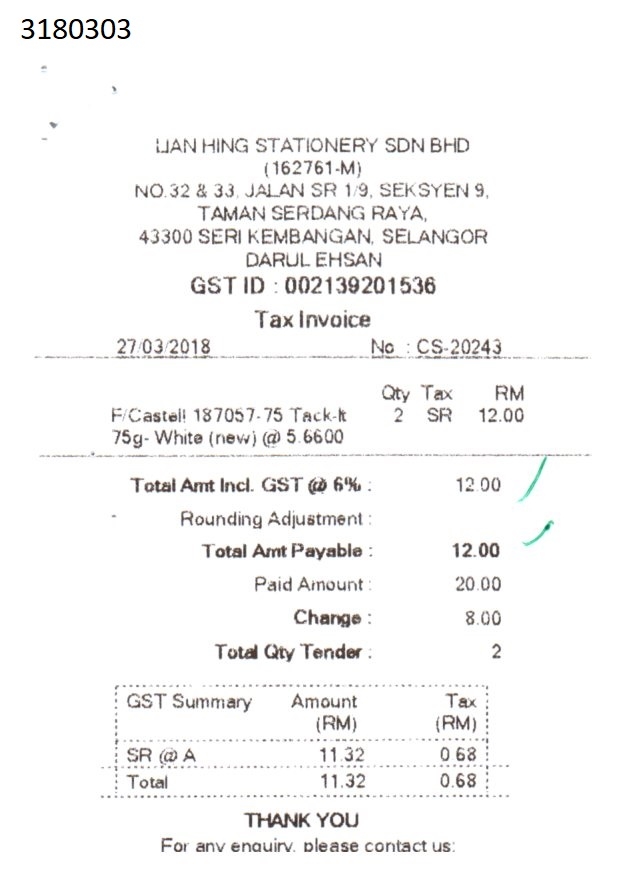 3180303
LIAN HING STATIONERY SDN BHD
(162761-M)
NO.32 & 33, JALAN SR 1/9, SEKSYEN 9,
TAMAN SERDANG RAYA,
43300 SERI KEMBANGAN, SELANGOR
DARUL EHSAN
GST ID : 002139201536
Tax Invoice
27/03/2018 No : CS-20243
Qty Tax RM
F/Castell 187057-75 Tack-It 2 SR 12.00
75g- White (new) @ 5.6600
Total Amt Incl. GST @ 6% : 12.00
Rounding Adjustment :
Total Amt Payable : 12.00
Paid Amount : 20.00
Change : 8.00
Total Qty Tender : 2
GST Summary Amount Tax
(RM) (RM)
SR @ A 11.32 0.68
Total 11.32 0.68
THANK YOU
For any enquiry, please contact us: